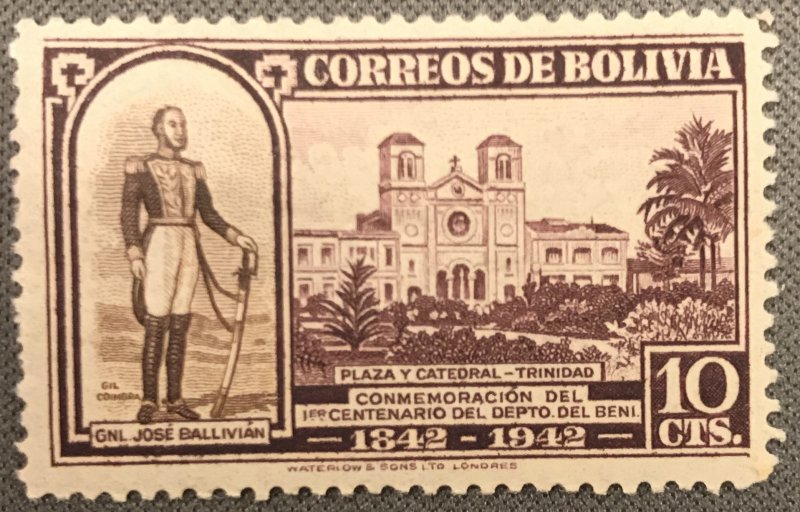 CORREOS DE BOLIVIA
GIL
COIMBRA
GNL. JOSÉ BALLIVIÁN
PLAZA Y CATEDRAL - TRINIDAD
CONMEMORACIÓN DEL
1ER CENTENARIO DEL DEPTO. DEL BENI.
— 1842 - 1942 —
10
CTS.
WATERLOW & SONS LTD LONDRES